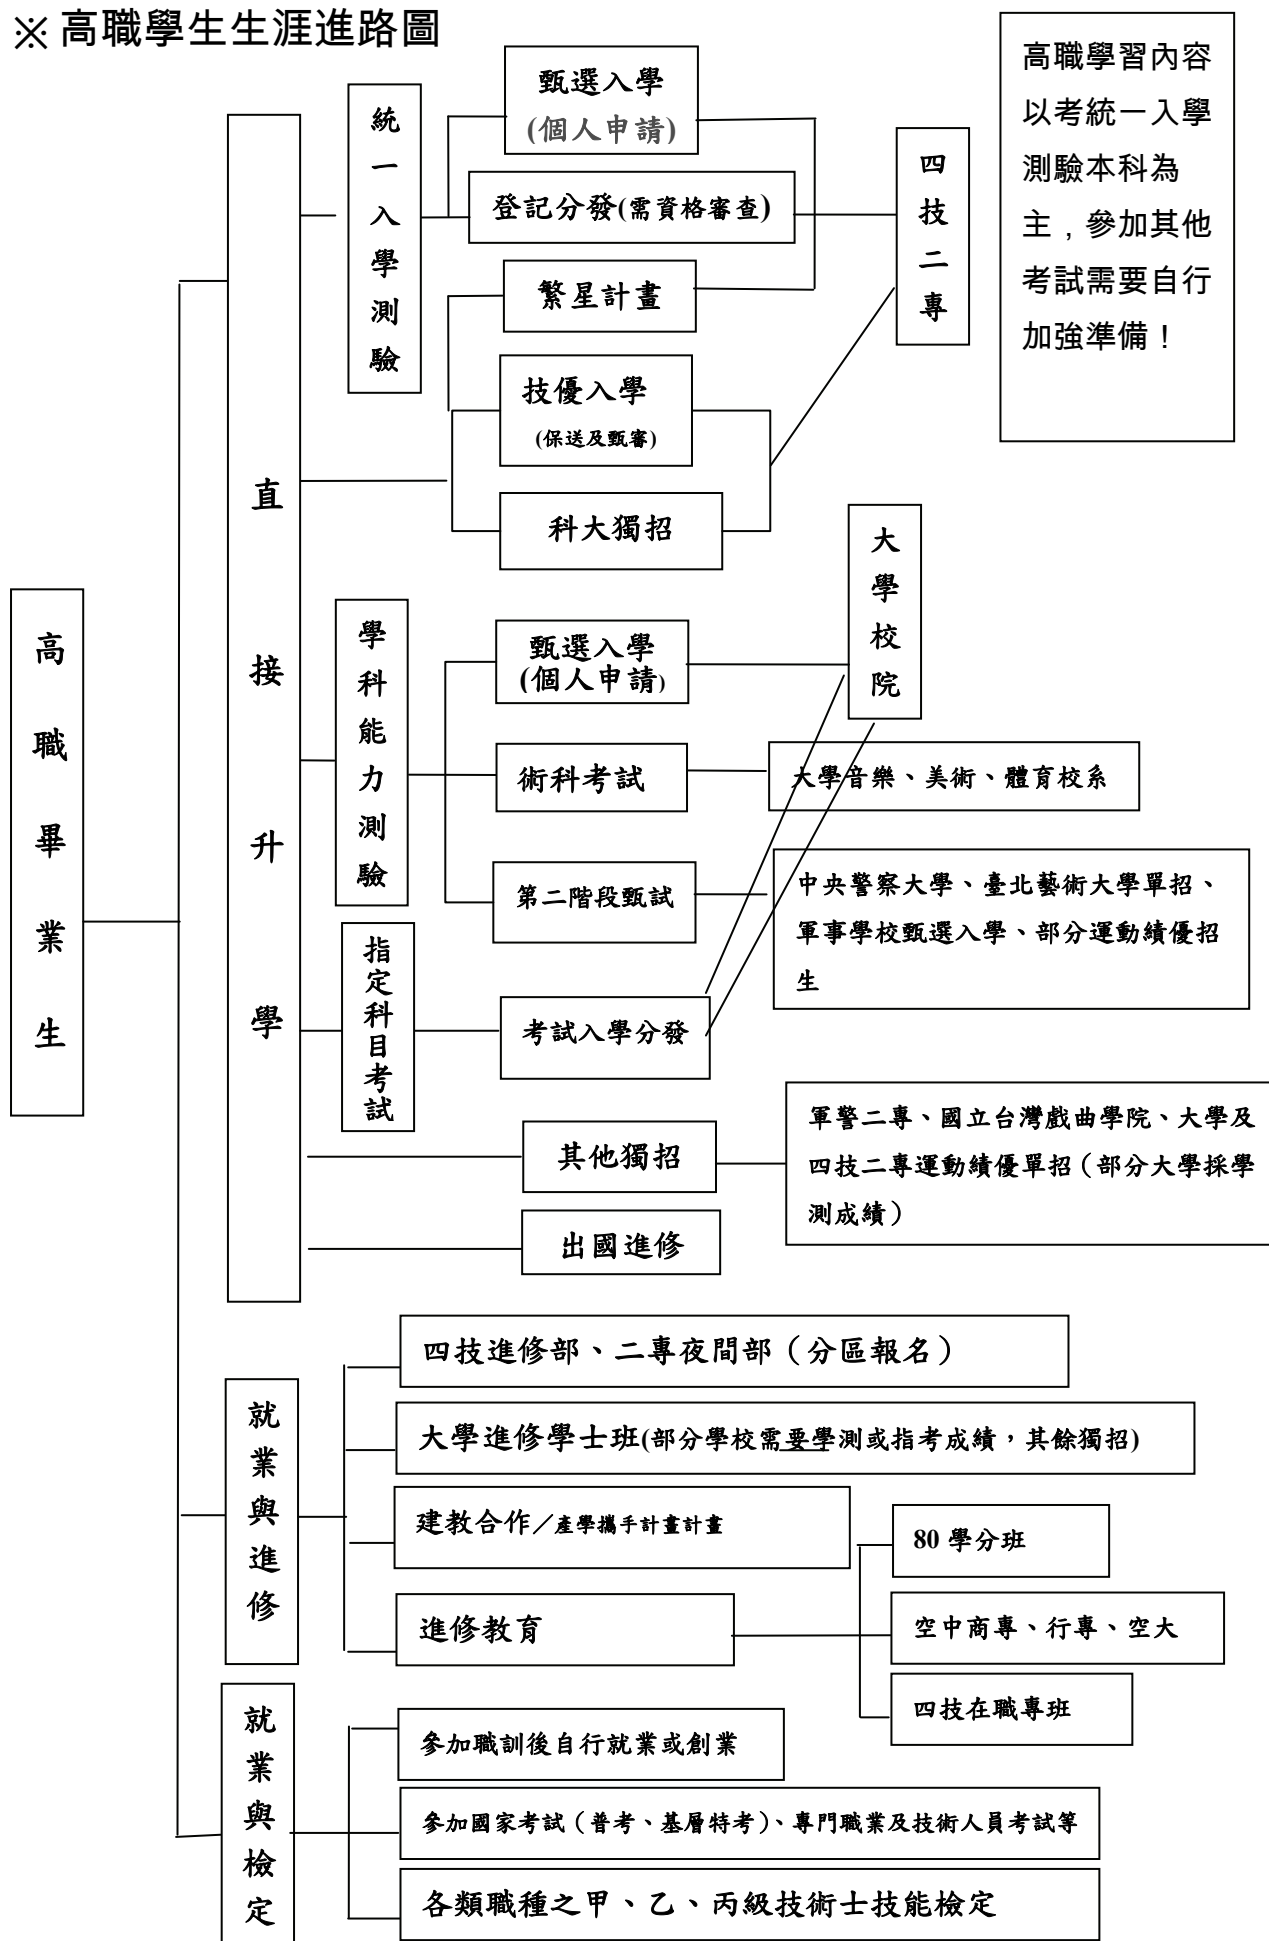 ※ 高職學生生涯進路圖
高職學習內容
以考統一入學
測驗本科為
主，參加其他
考試需要自行
加強準備！
高職畢業生
直接升學
統一入學測驗
甄選入學
(個人申請)
登記分發(需資格審查)
繁星計畫
技優入學
(保送及甄審)
科大獨招
四技二專
學科能力測驗
甄選入學
(個人申請)
術科考試
第二階段甄試
大學校院
大學音樂、美術、體育校系
中央警察大學、臺北藝術大學單招、
軍事學校甄選入學、部分運動績優招
生
指定科目考試
考試入學分發
其他獨招
軍警二專、國立台灣戲曲學院、大學及
四技二專運動績優單招（部分大學採學
測成績）
出國進修
就業與進修
四技進修部、二專夜間部（分區報名）
大學進修學士班(部分學校需要學測或指考成績，其餘獨招)
建教合作／產學攜手計畫計畫
進修教育
80 學分班
空中商專、行專、空大
四技在職專班
就業與檢定
參加職訓後自行就業或創業
參加國家考試（普考、基層特考）、專門職業及技術人員考試等
各類職種之甲、乙、丙級技術士技能檢定